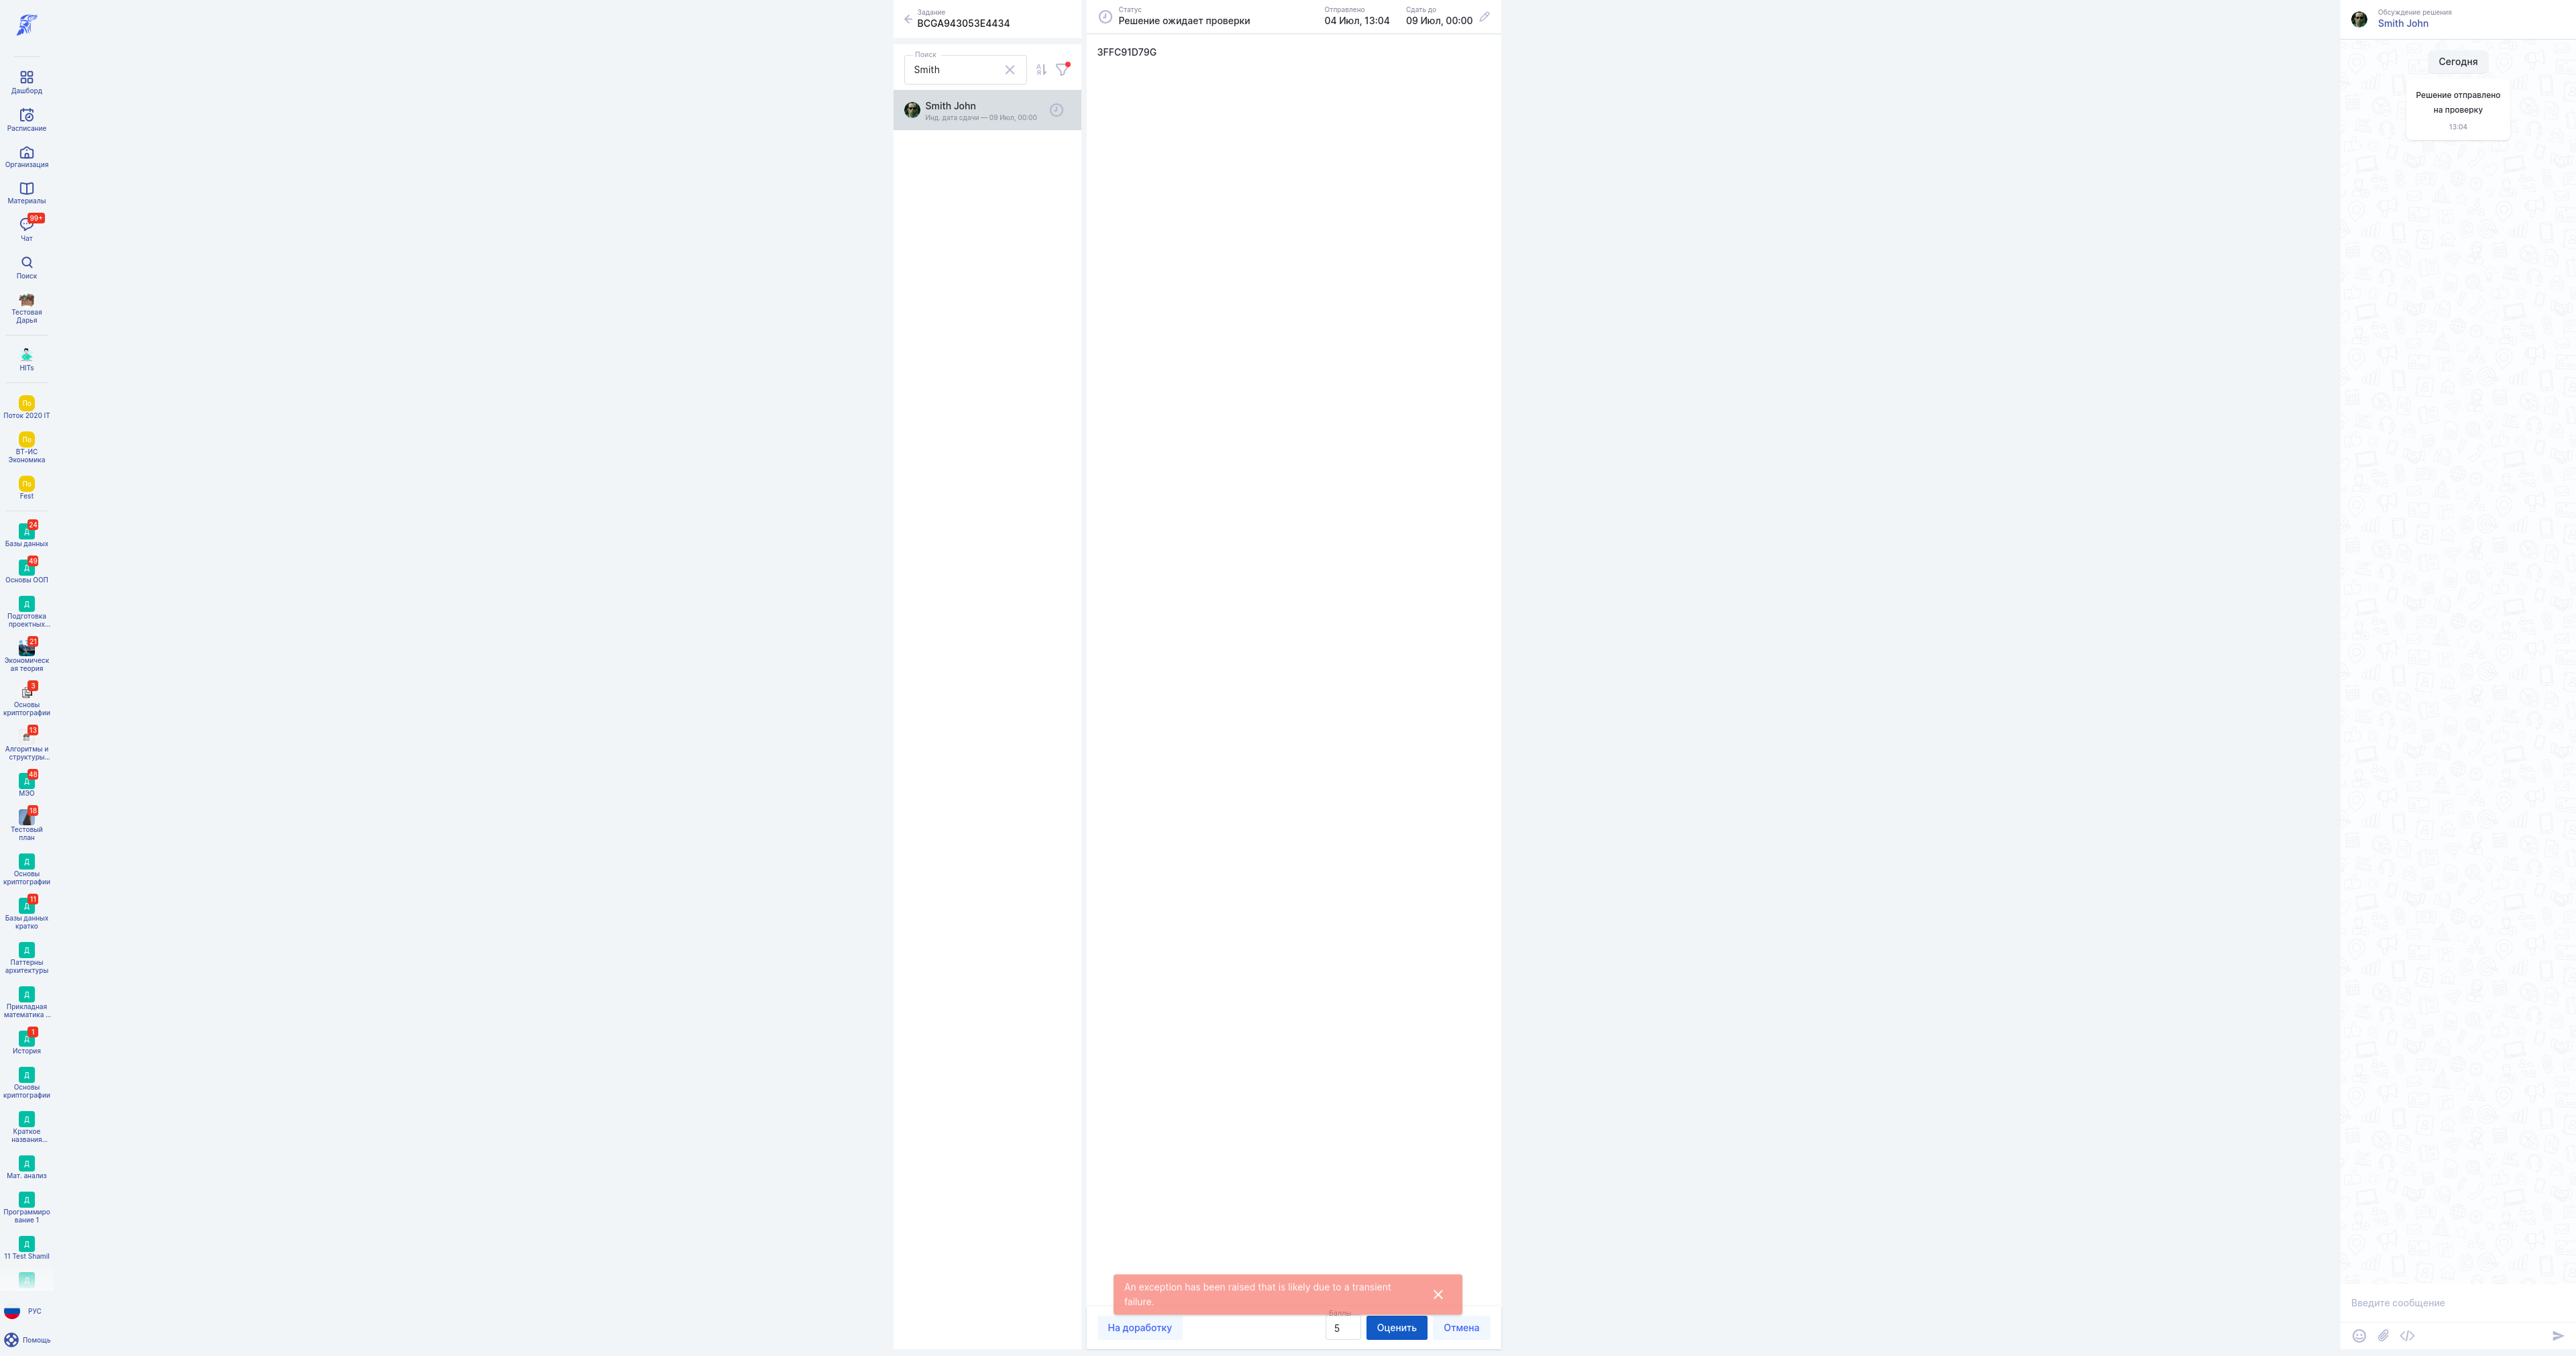 Дашборд
Расписание
Организация
Материалы
99+
Чат
Поиск
Тестовая
Дарья
HITs
По
Поток 2020 IT
По
ВТ-ИС
Экономика
По
Fest
24
Д
Базы данных
49
Д
Основы ООП
Д
Подготовка
проектных...
21
Экономическ
ая теория
3
Основы
криптографии
13
Алгоритмы и
структуры...
48
Д
МЭО
18
Тестовый
план
Д
Основы
криптографии
11
Д
Базы данных
кратко
Д
Паттерны
архитектуры
Д
Прикладная
математика ...
1
Д
История
Д
Основы
криптографии
Д
Краткое
названия...
Д
Мат. анализ
Д
Программиро
вание 1
Д
11 Test Shamil
Д
РУС
Помощь
Задание
BCGA943053E4434
Поиск
Smith
Smith John
Инд. дата сдачи — 09 Июл, 00:00
Статус
Решение ожидает проверки
Отправлено
04 Июл, 13:04
Сдать до
09 Июл, 00:00
3FFC91D79G
An exception has been raised that is likely due to a transient
failure.
На доработку
Баллы
5
Оценить
Отмена
Обсуждение решения
Smith John
Сегодня
Решение отправлено
на проверку
13:04
Введите сообщение